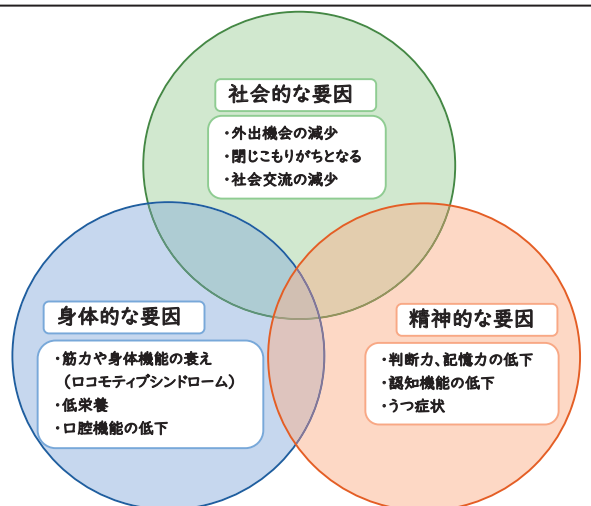 社会的な要因
・外出機会の減少
・閉じこもりがちとなる
・社会交流の減少
身体的な要因
・筋力や身体機能の衰え
（ロコモティブシンドローム）
・低栄養
・口腔機能の低下
精神的な要因
・判断力、記憶力の低下
・認知機能の低下
・うつ症状